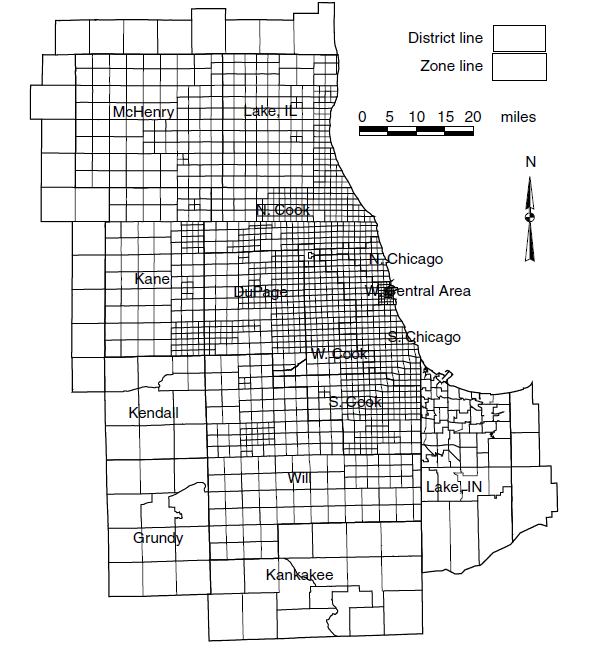 District line
Zone line
0 5 10 15 20 miles
N
McHenry
Lake, IL
N. Cook
N. Chicago
Kane
DuPage
W. Central Area
S. Chicago
W. Cook
S. Cook
Kendall
Will
Lake, IN
Grundy
Kankakee